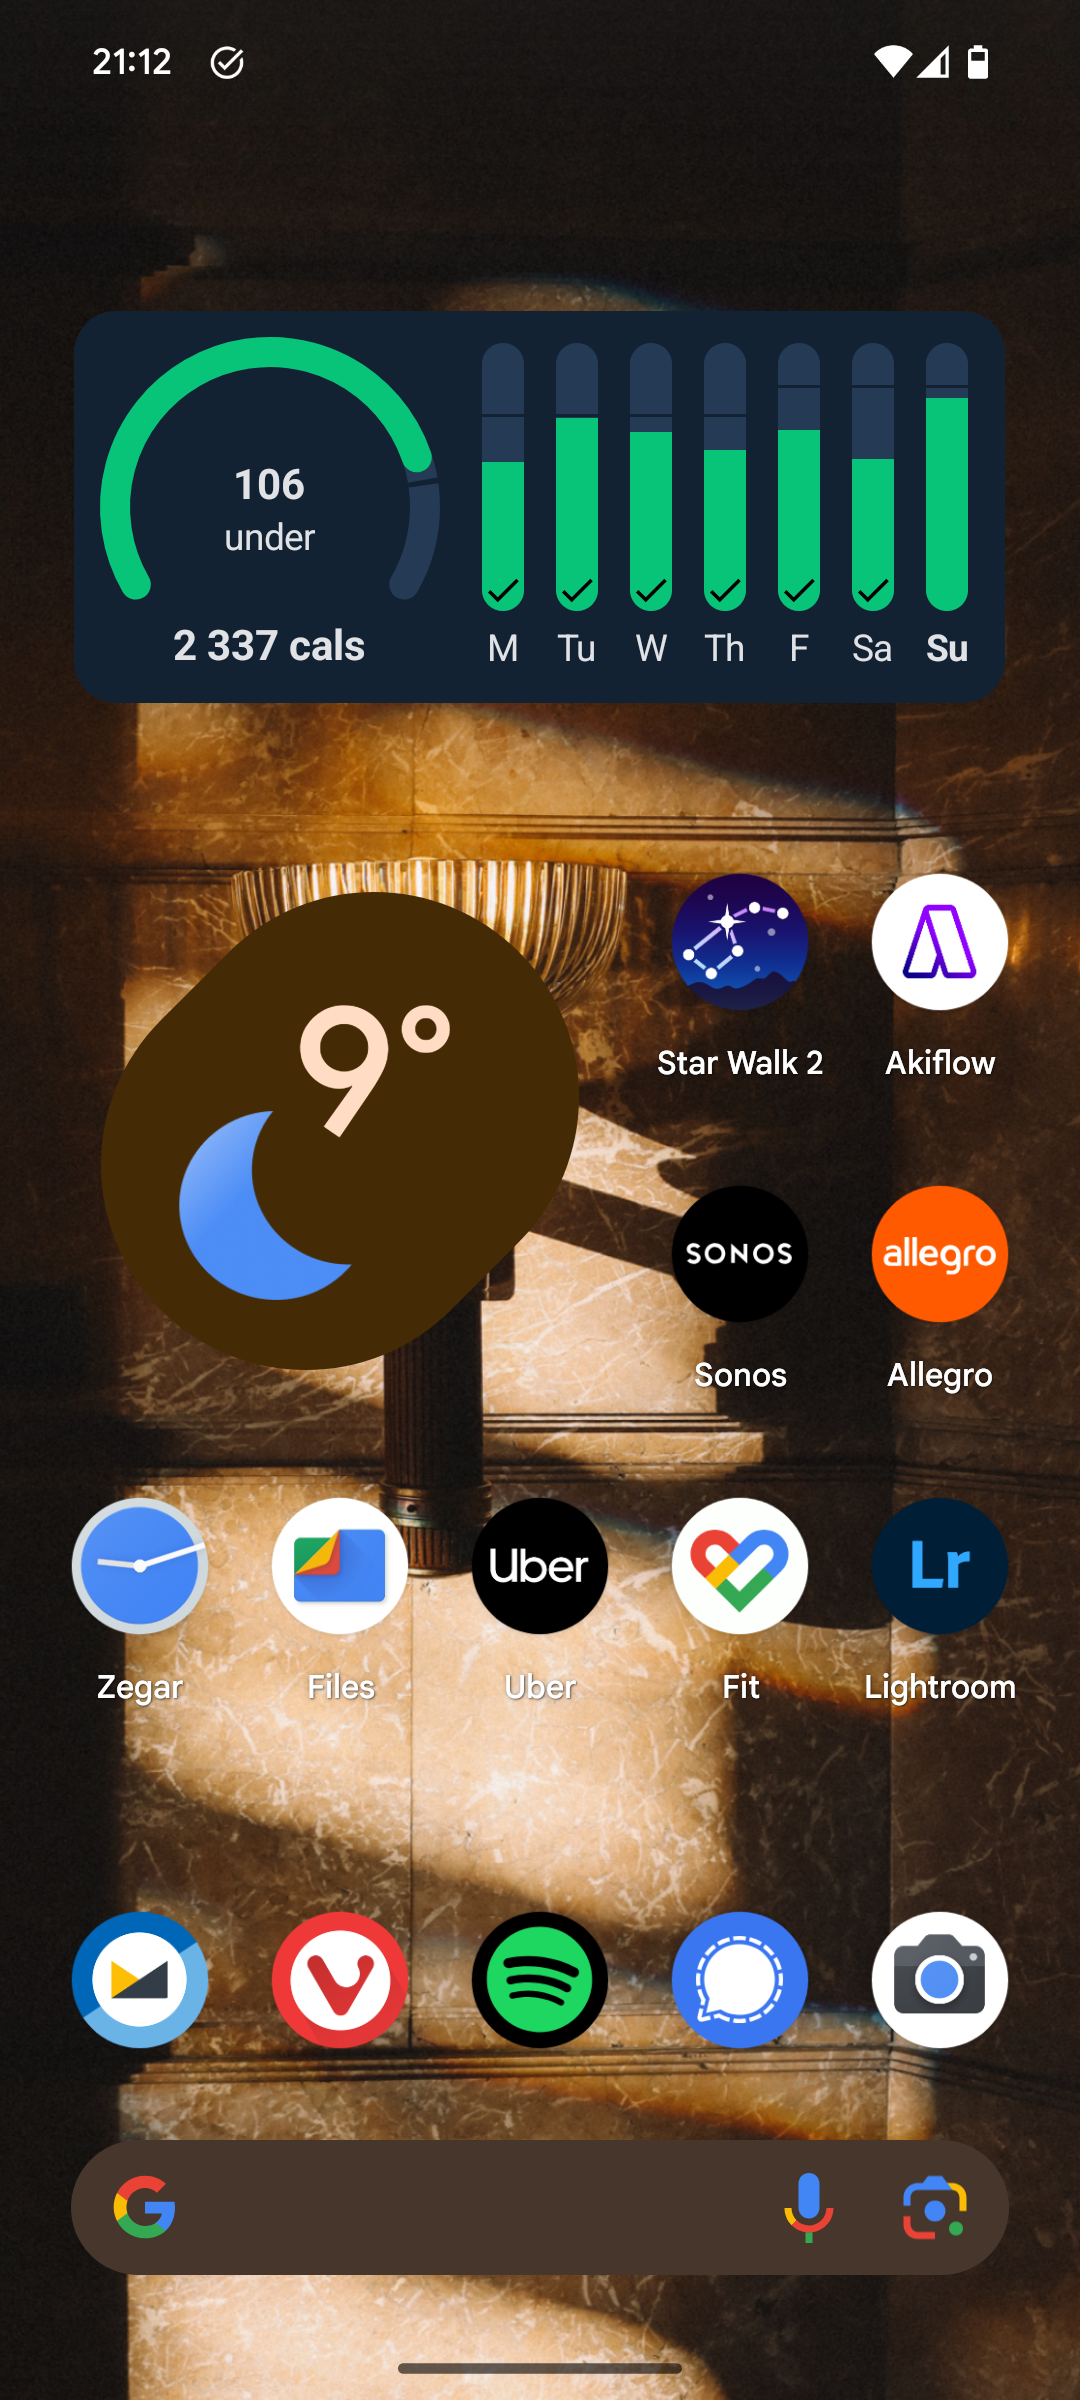 21:12
106
under
2 337 cals
M Tu W Th F Sa Su
9°
Star Walk 2 Akiflow
SONOS allegro
Sonos Allegro
Uber Lr
Zegar Files Uber Fit Lightroom